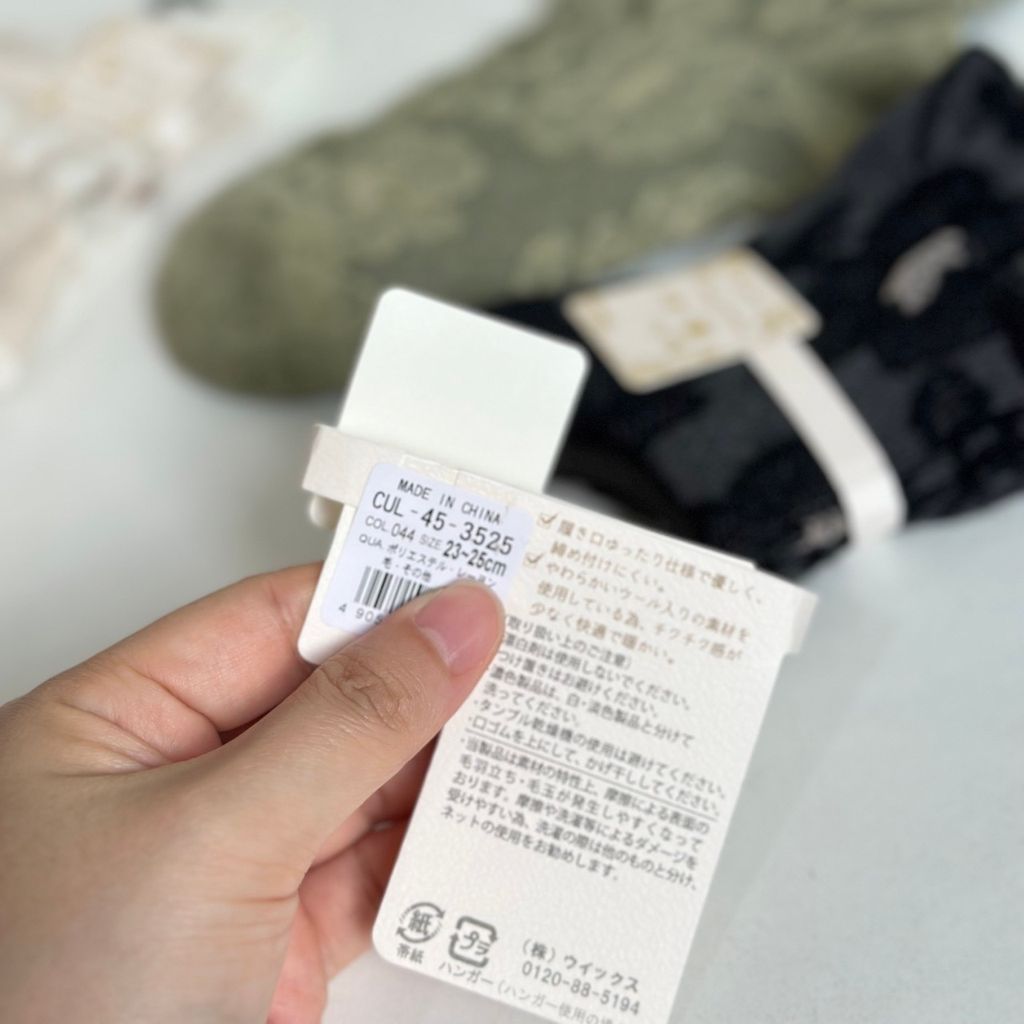 MADE IN CHINA
CUL-45-3525
COL.044 SIZE 23~25cm
QUA. ポリエステル・レーヨン
毛・その他
4 905
履き口ゆったり仕様で優しく、
締め付けにくい。
やわらかいウール入りの素材を
使用している為、チクチク感が
少なく快適で暖かい。
取り扱い上のご注意)
漂白剤は使用しないでください。
つけ置きはお避けください。
濃色製品は、白・淡色製品と分けて
洗ってください。
・タンブル乾燥機の使用は避けてください。
・口ゴムを上にして、かげ干ししてください。
・当製品は素材の特性上、摩擦による表面の
毛羽立ち・毛玉が発生しやすくなって
おります。摩擦や洗濯等によるダメージを
受けやすい為、洗濯の際は他のものと分け、
ネットの使用をお勧めします。
紙
帯紙
プラ
ハンガー(ハンガー使用の場
(株)ウイックス
0120-88-5194